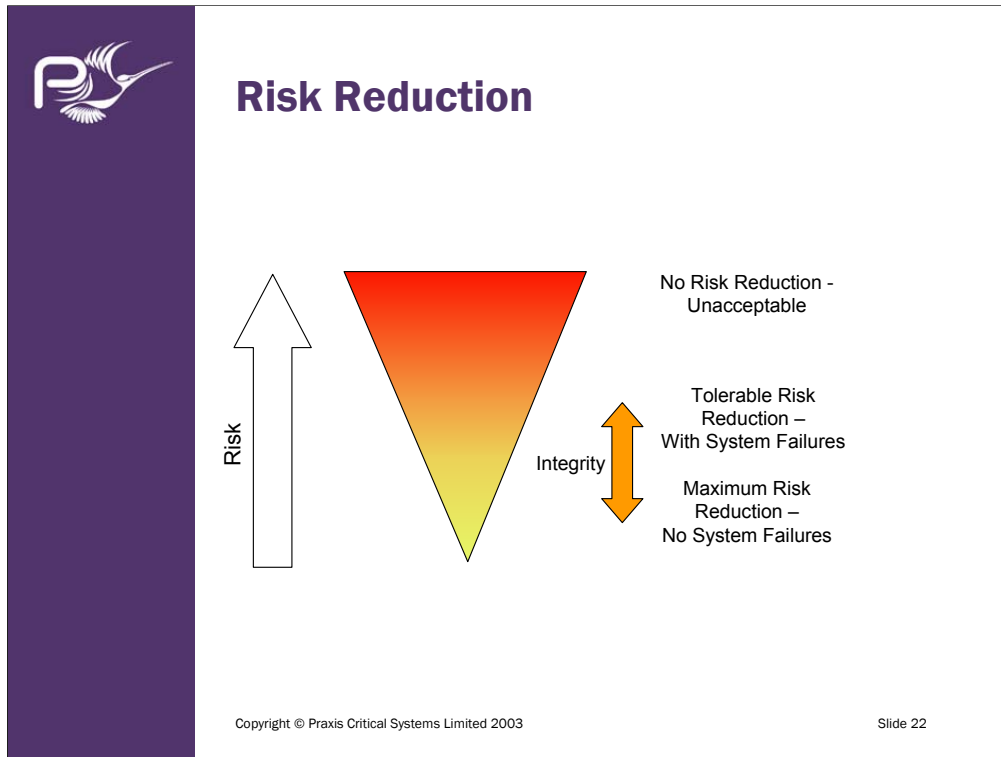 Risk Reduction
No Risk Reduction -
Unacceptable
Tolerable Risk
Reduction –
With System Failures
Risk
Integrity
Maximum Risk
Reduction –
No System Failures
Copyright © Praxis Critical Systems Limited 2003
Slide 22